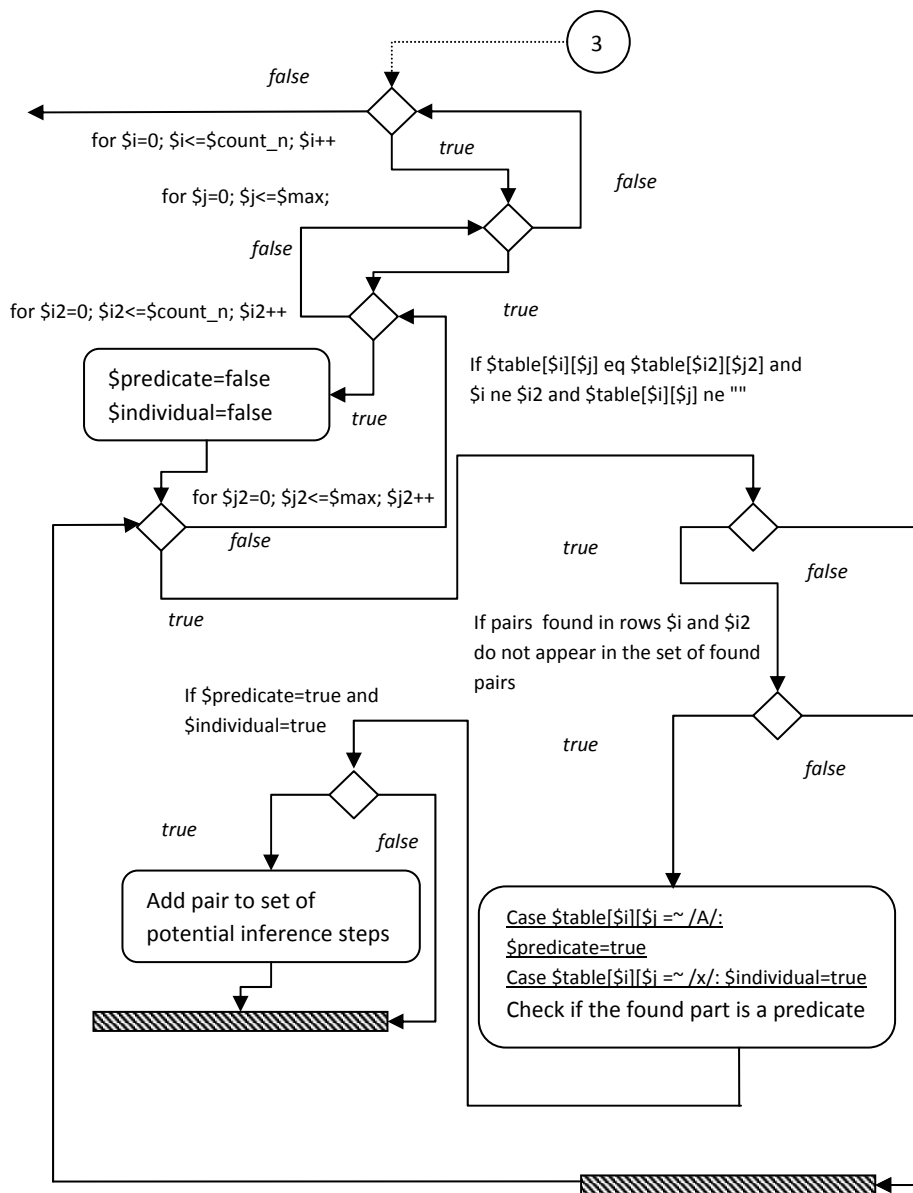 3
false
for $i=0; $i<=$count_n; $i++
true
for $j=0; $j<=$max;
false
false
for $i2=0; $i2<=$count_n; $i2++
true
$predicate=false
$individual=false
true
If $table[$i][$j] eq $table[$i2][$j2] and
$i ne $i2 and $table[$i][$j] ne ""
for $j2=0; $j2<=$max; $j2++
false
true
true
false
If pairs  found in rows $i and $i2
do not appear in the set of found
pairs
If $predicate=true and
$individual=true
true
false
true
false
Add pair to set of
potential inference steps
Case $table[$i][$j =~ /A/:
$predicate=true
Case $table[$i][$j =~ /x/: $individual=true
Check if the found part is a predicate